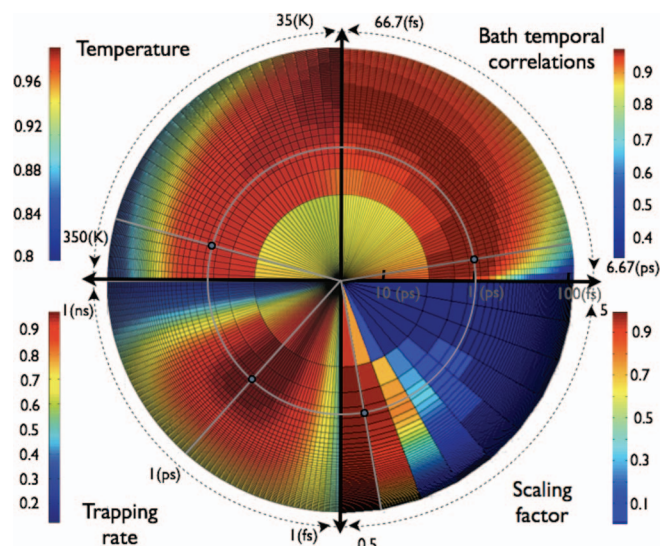 35(K) 66.7(fs)
Temperature
Bath temporal
correlations
0.96
0.92
0.88
0.84
0.8
0.9
0.8
0.7
0.6
0.5
0.4
350(K)
6.67(ps)
10 (ps) 1 (ps) 100(fs)
1(ns)
5
0.9
0.8
0.7
0.6
0.5
0.4
0.3
0.2
0.9
0.7
0.5
0.3
0.1
1(ps)
Trapping
rate
1(fs)
0.5
Scaling
factor